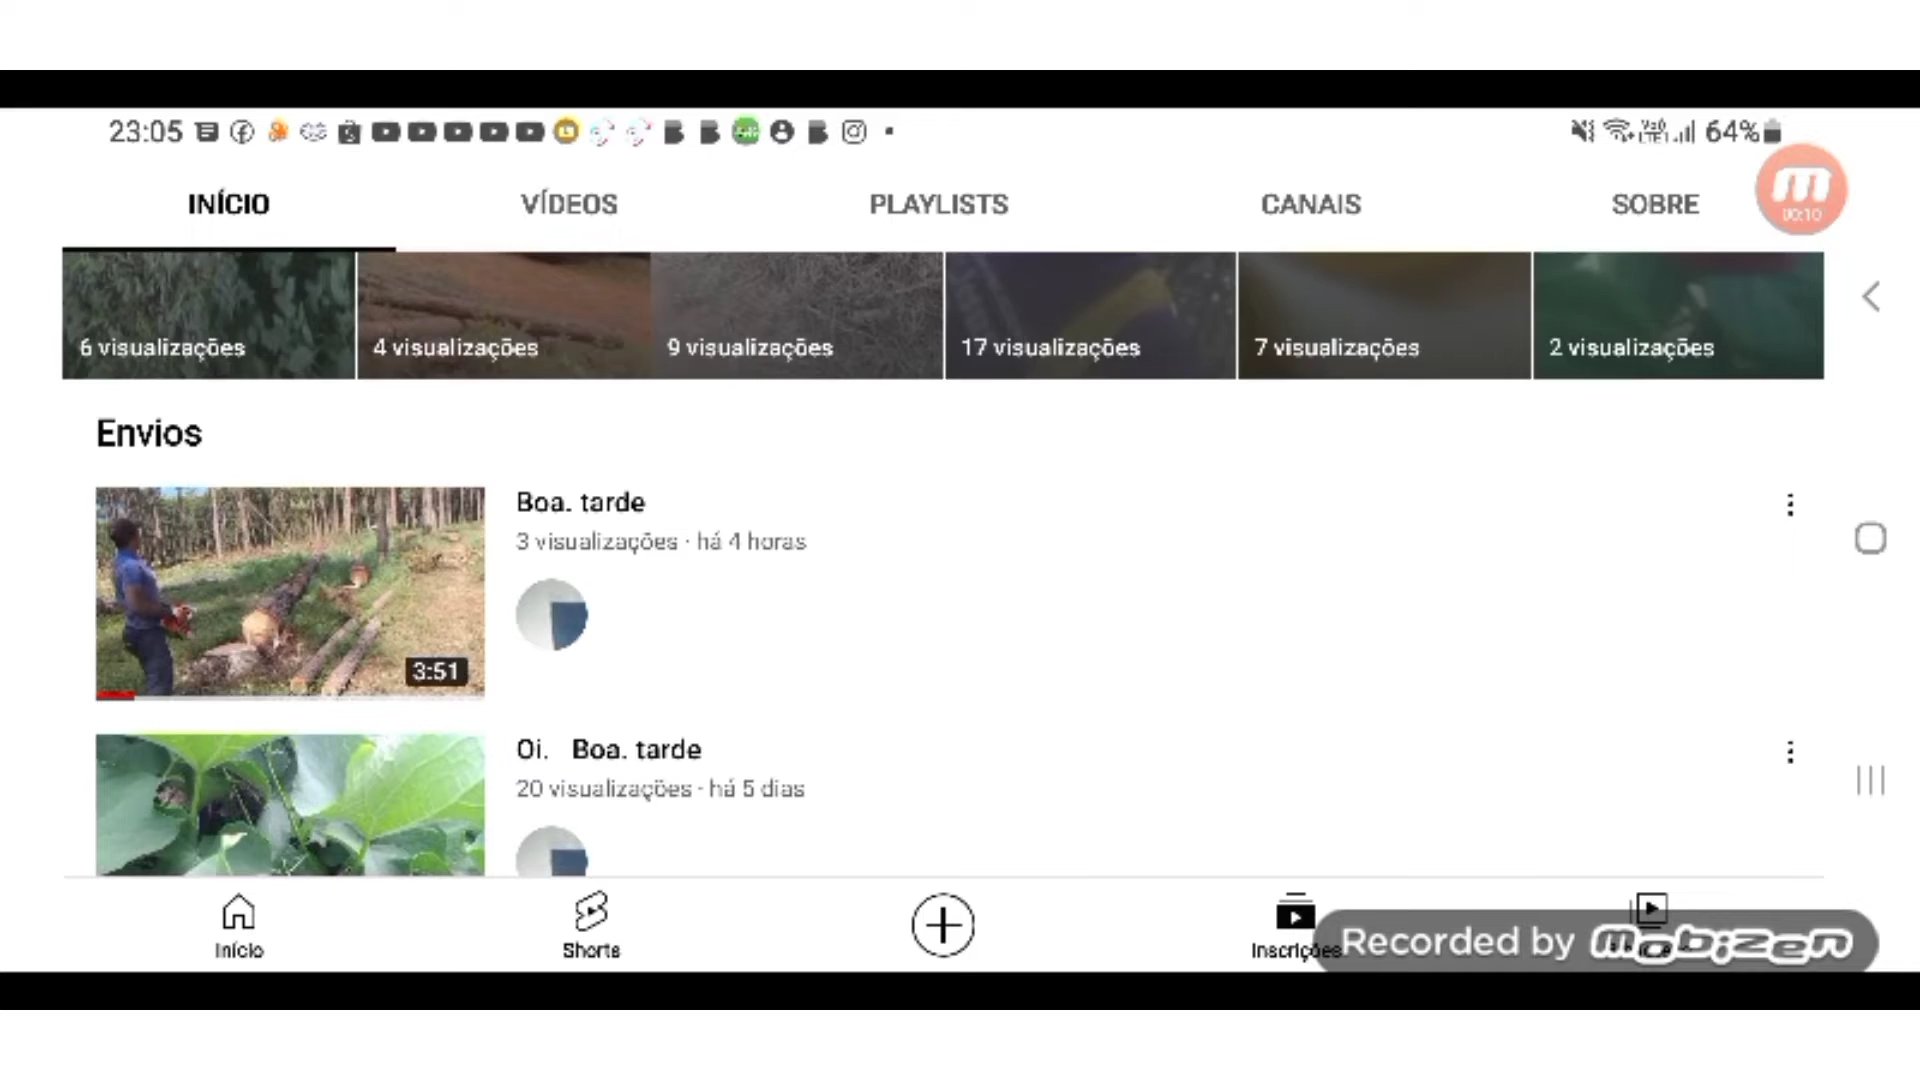 23:05 64%
INÍCIO VÍDEOS PLAYLISTS CANAIS SOBRE
00:10
6 visualizações 4 visualizações 9 visualizações 17 visualizações 7 visualizações 2 visualizações
Envios
Boa. tarde
3 visualizações · há 4 horas
3:51
Oi. Boa. tarde
20 visualizações · há 5 dias
Início Shorts Inscrições
Recorded by Mobizen